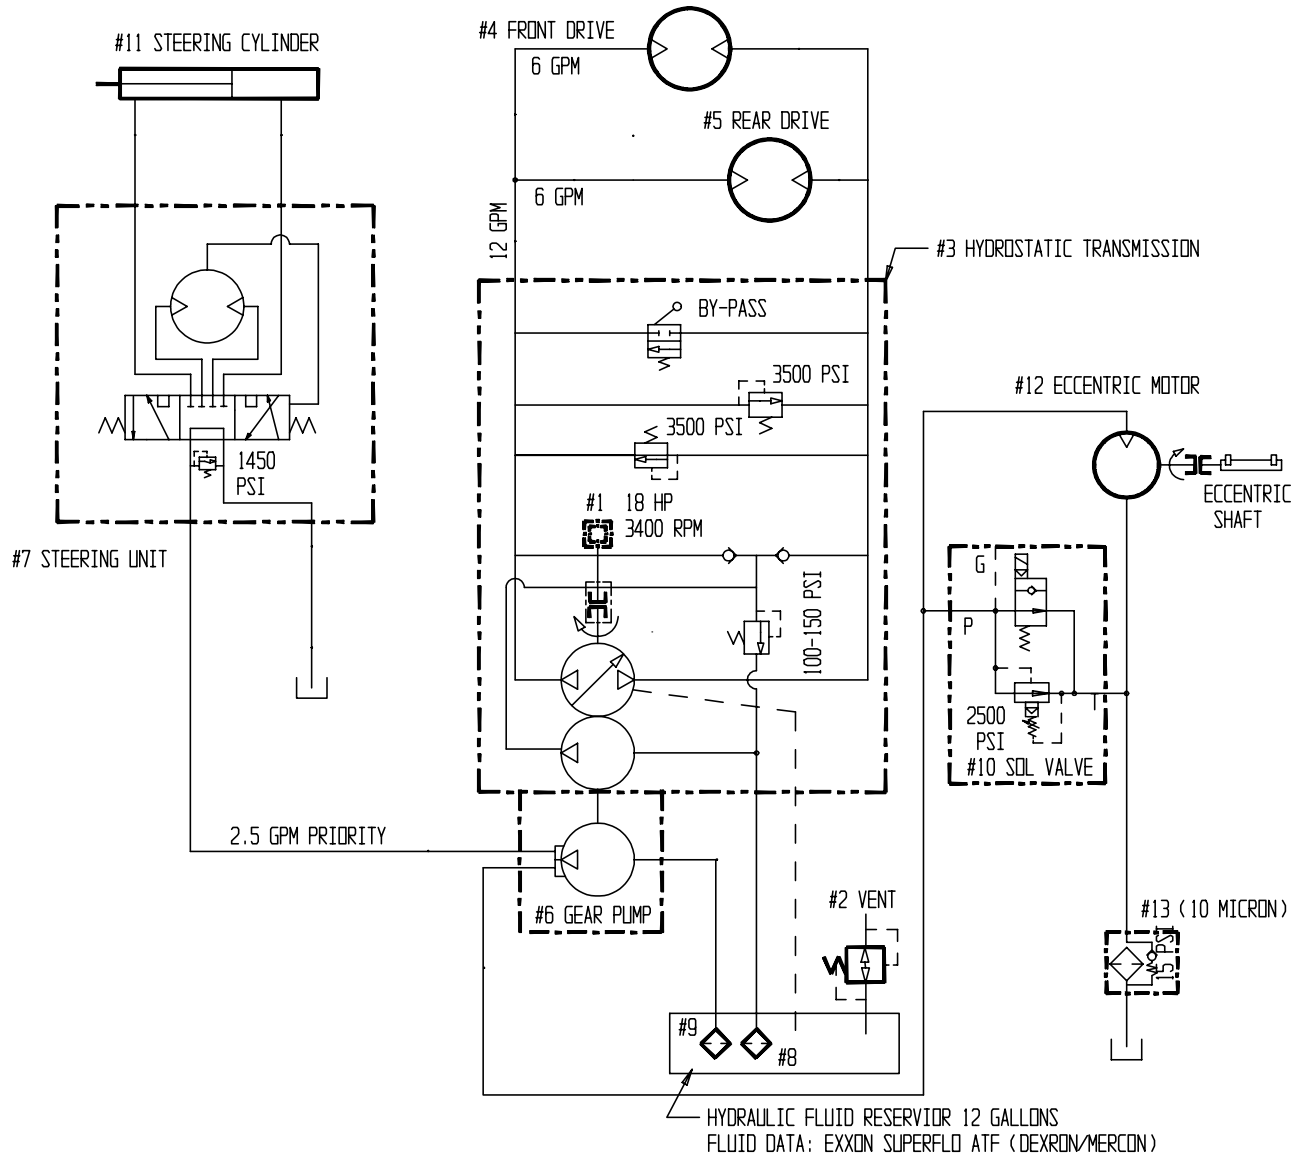 #4 FRONT DRIVE
6 GPM
#11 STEERING CYLINDER
#5 REAR DRIVE
6 GPM
12 GPM
#3 HYDROSTATIC TRANSMISSION
BY-PASS
3500 PSI
#12 ECCENTRIC MOTOR
3500 PSI
1450
PSI
#1
18 HP
3400 RPM
ECCENTRIC
SHAFT
#7 STEERING UNIT
G
P
100-150 PSI
T
2500
PSI
#10 SOL VALVE
2.5 GPM PRIORITY
#6 GEAR PUMP
#2 VENT
#13 (10 MICRON)
15 PSI
#9
#8
HYDRAULIC FLUID RESERVIOR 12 GALLONS
FLUID DATA: EXXON SUPERFLO ATF (DEXRON/MERCON)